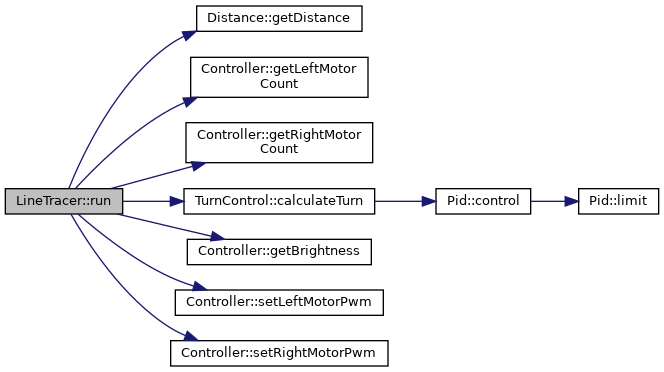 Distance::getDistance
Controller::getLeftMotor
Count
Controller::getRightMotor
Count
LineTracer::run
TurnControl::calculateTurn
Pid::control
Pid::limit
Controller::getBrightness
Controller::setLeftMotorPwm
Controller::setRightMotorPwm